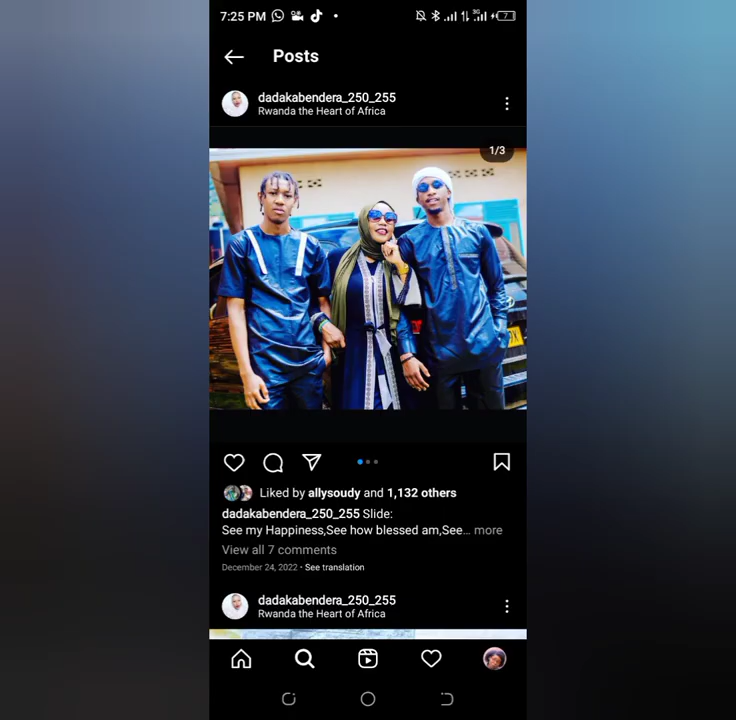 7:25 PM
3G
7
Posts
dadakabendera_250_255
Rwanda the Heart of Africa
1/3
Liked by allysoudy and 1,132 others
dadakabendera_250_255 Slide:
See my Happiness,See how blessed am,See... more
View all 7 comments
December 24, 2022 • See translation
dadakabendera_250_255
Rwanda the Heart of Africa